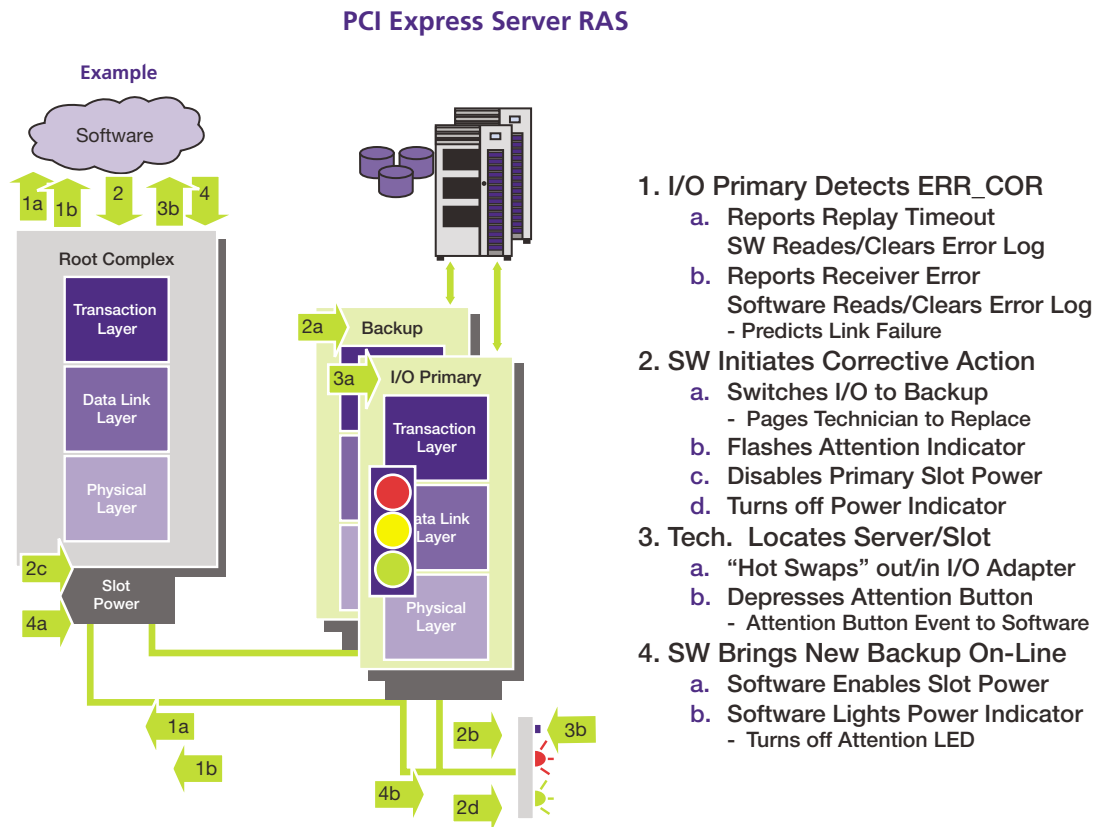 PCI Express Server RAS
Example
Software
1a
1b
2
3b
4
Root Complex
Transaction
Layer
Data Link
Layer
Physical
Layer
2c
Slot
Power
4a
2a
Backup
3a
I/O Primary
Transaction
Layer
ata Link
Layer
Physical
Layer
1a
1b
2b
3b
4b
2d
1. I/O Primary Detects ERR_COR
a. Reports Replay Timeout
SW Reades/Clears Error Log
b. Reports Receiver Error
Software Reads/Clears Error Log
- Predicts Link Failure
2. SW Initiates Corrective Action
a. Switches I/O to Backup
- Pages Technician to Replace
b. Flashes Attention Indicator
c. Disables Primary Slot Power
d. Turns off Power Indicator
3. Tech. Locates Server/Slot
a. “Hot Swaps” out/in I/O Adapter
b. Depresses Attention Button
- Attention Button Event to Software
4. SW Brings New Backup On-Line
a. Software Enables Slot Power
b. Software Lights Power Indicator
- Turns off Attention LED